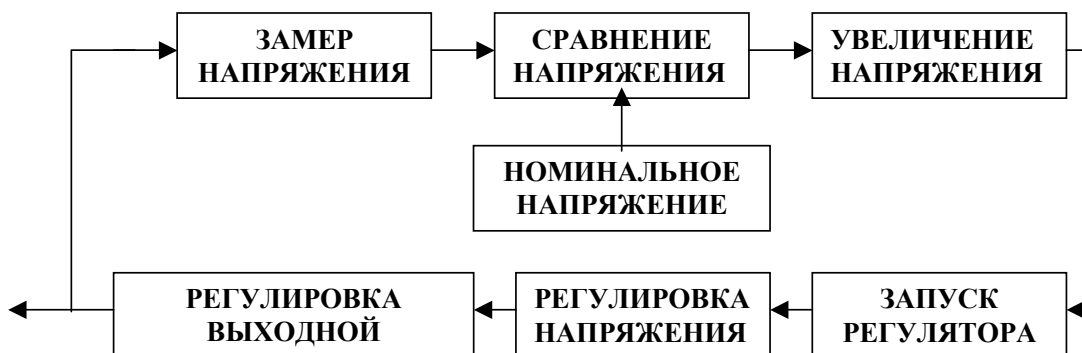 ЗАМЕР
НАПРЯЖЕНИЯ
СРАВНЕНИЕ
НАПРЯЖЕНИЯ
УВЕЛИЧЕНИЕ
НАПРЯЖЕНИЯ
НОМИНАЛЬНОЕ
НАПРЯЖЕНИЕ
РЕГУЛИРОВКА
ВЫХОДНОЙ
РЕГУЛИРОВКА
НАПРЯЖЕНИЯ
ЗАПУСК
РЕГУЛЯТОРА